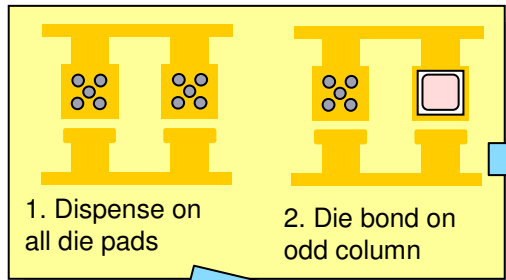 1. Dispense on
all die pads
2. Die bond on
odd column